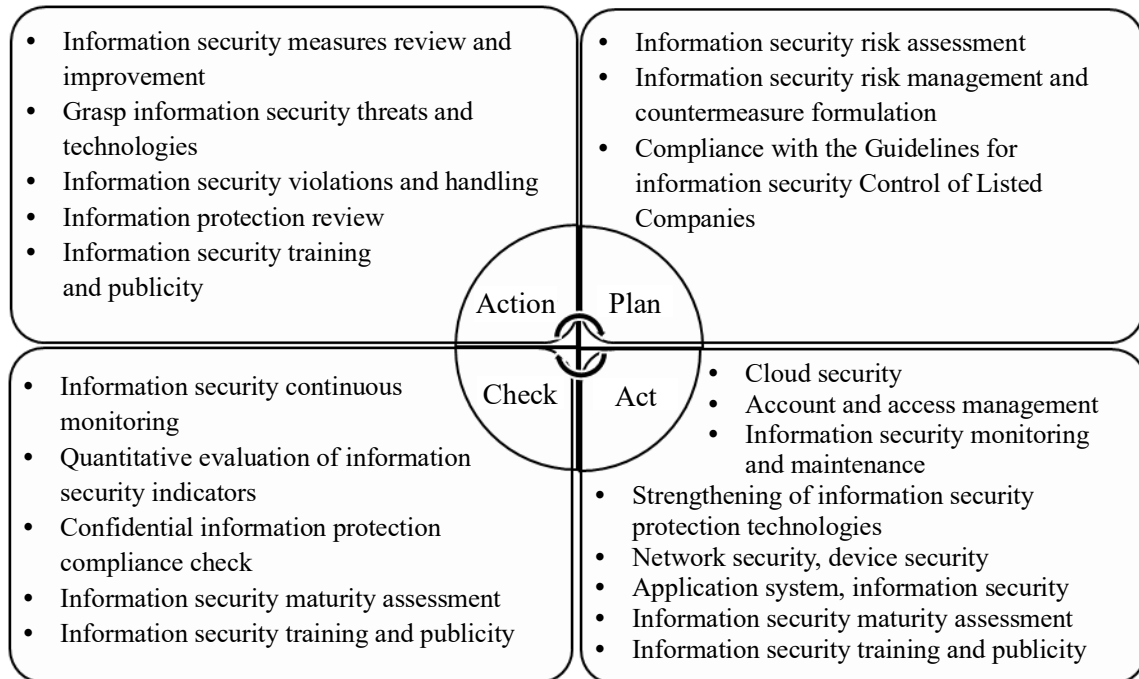 • Information security measures review and
improvement
• Grasp information security threats and
technologies
• Information security violations and handling
• Information protection review
• Information security training
and publicity
• Information security risk assessment
• Information security risk management and
countermeasure formulation
• Compliance with the Guidelines for
information security Control of Listed
Companies
Action
Plan
Check
Act
• Information security continuous
monitoring
• Quantitative evaluation of information
security indicators
• Confidential information protection
compliance check
• Information security maturity assessment
• Information security training and publicity
• Cloud security
• Account and access management
• Information security monitoring
and maintenance
• Strengthening of information security
protection technologies
• Network security, device security
• Application system, information security
• Information security maturity assessment
• Information security training and publicity